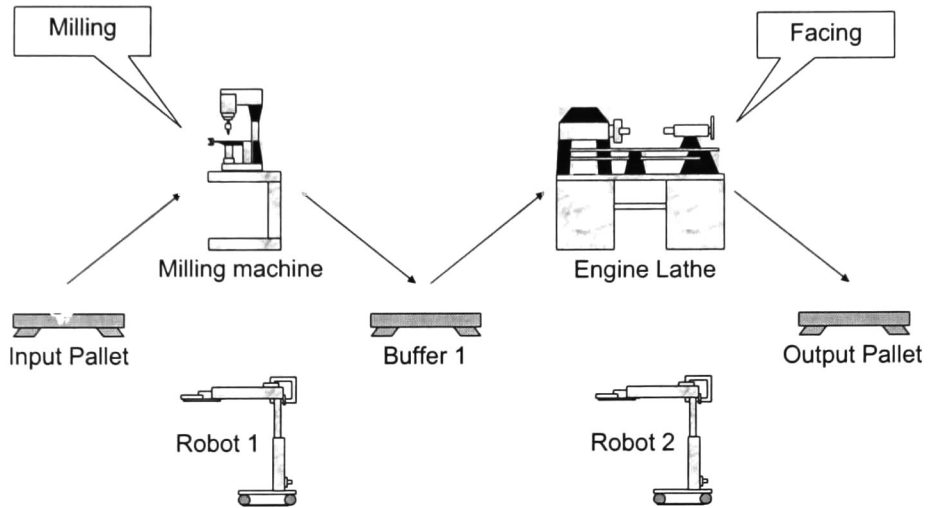 Milling
Facing
Milling machine
Engine Lathe
Input Pallet
Buffer 1
Output Pallet
Robot 1
Robot 2